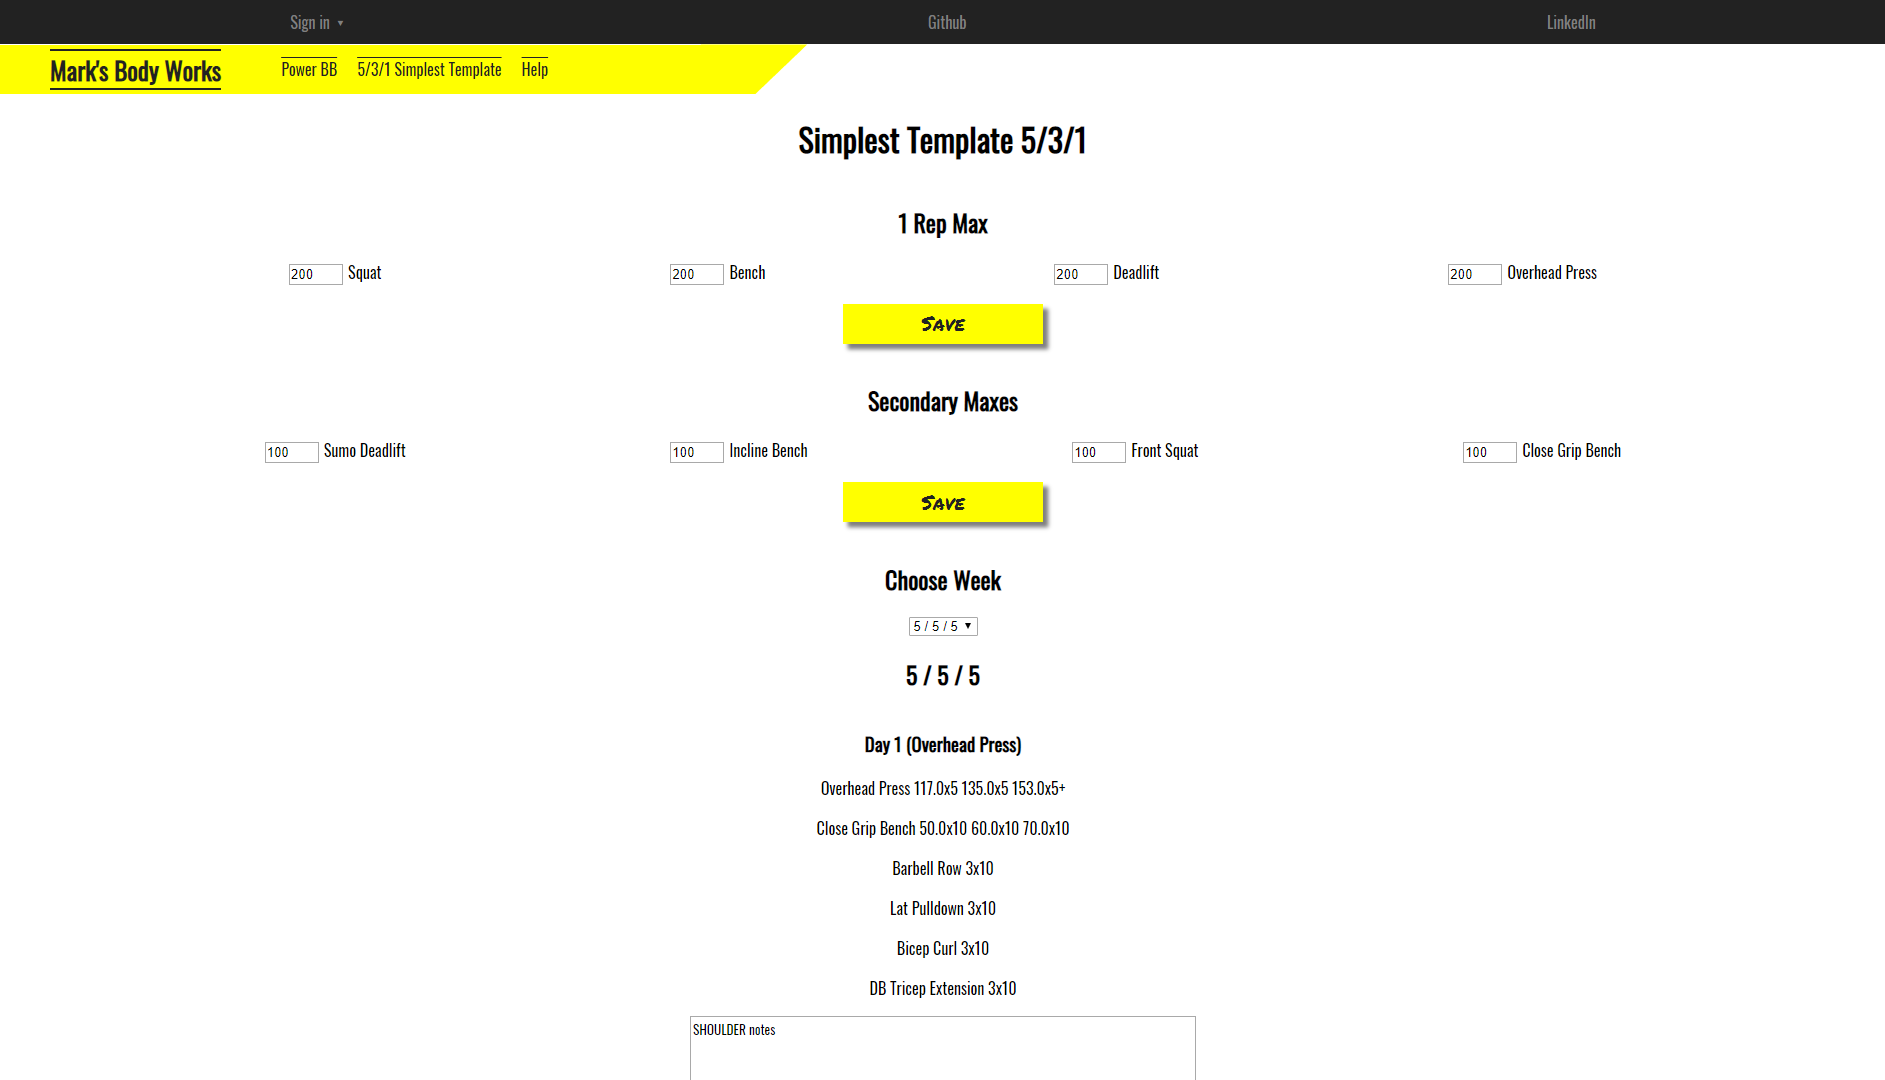 Sign in ▾ Github LinkedIn
Mark's Body Works Power BB 5/3/1 Simplest Template Help
Simplest Template 5/3/1
1 Rep Max
200 Squat 200 Bench 200 Deadlift 200 Overhead Press
Save
Secondary Maxes
100 Sumo Deadlift 100 Incline Bench 100 Front Squat 100 Close Grip Bench
Save
Choose Week
5 / 5 / 5 ▼
5 / 5 / 5
Day 1 (Overhead Press)
Overhead Press 117.0x5 135.0x5 153.0x5+
Close Grip Bench 50.0x10 60.0x10 70.0x10
Barbell Row 3x10
Lat Pulldown 3x10
Bicep Curl 3x10
DB Tricep Extension 3x10
SHOULDER notes